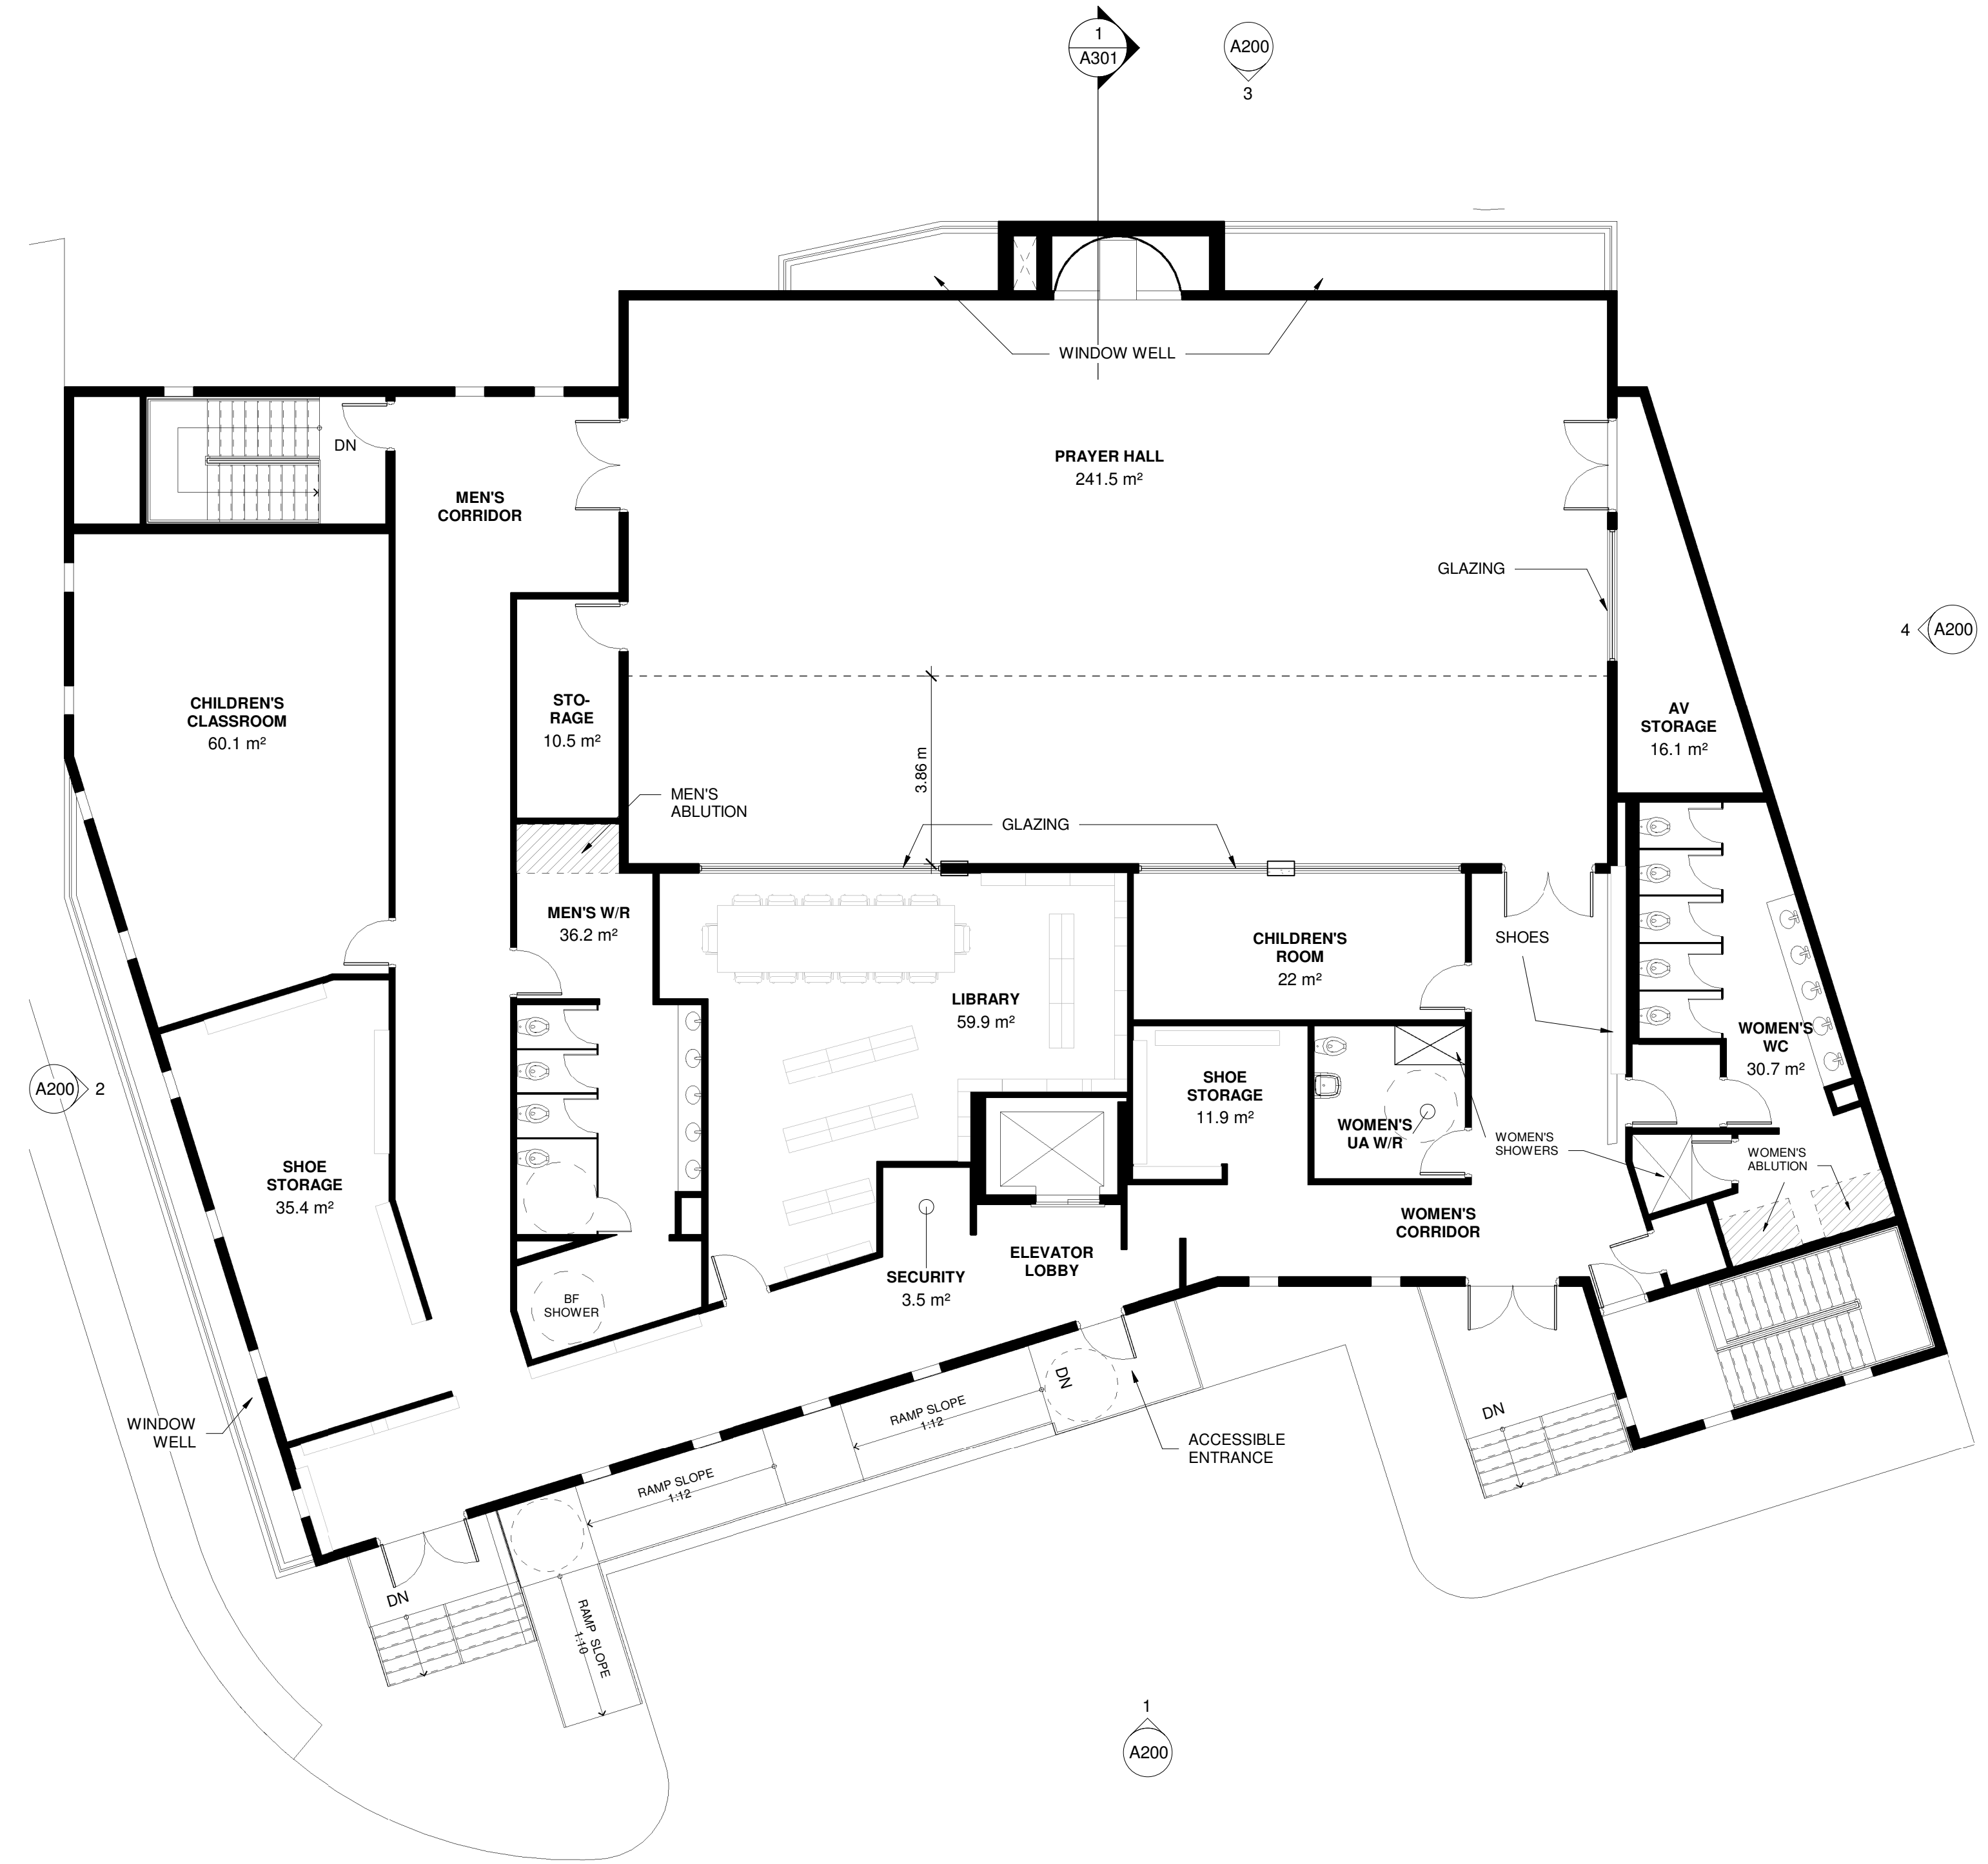 1
A301
A200
3
WINDOW WELL
DN
PRAYER HALL
241.5 m²
MEN'S
CORRIDOR
GLAZING
4
A200
CHILDREN'S
CLASSROOM
60.1 m²
STO-
RAGE
10.5 m²
AV
STORAGE
16.1 m²
3.86 m
MEN'S
ABLUTION
GLAZING
MEN'S W/R
36.2 m²
SHOES
CHILDREN'S
ROOM
22 m²
LIBRARY
59.9 m²
WOMEN'S
WC
30.7 m²
A200
2
SHOE
STORAGE
11.9 m²
WOMEN'S
UA W/R
WOMEN'S
SHOWERS
WOMEN'S
ABLUTION
SHOE
STORAGE
35.4 m²
WOMEN'S
CORRIDOR
ELEVATOR
LOBBY
SECURITY
3.5 m²
BF
SHOWER
DN
RAMP SLOPE
1:12
DN
WINDOW
WELL
ACCESSIBLE
ENTRANCE
RAMP SLOPE
1:12
DN
RAMP SLOPE
1:10
1
A200